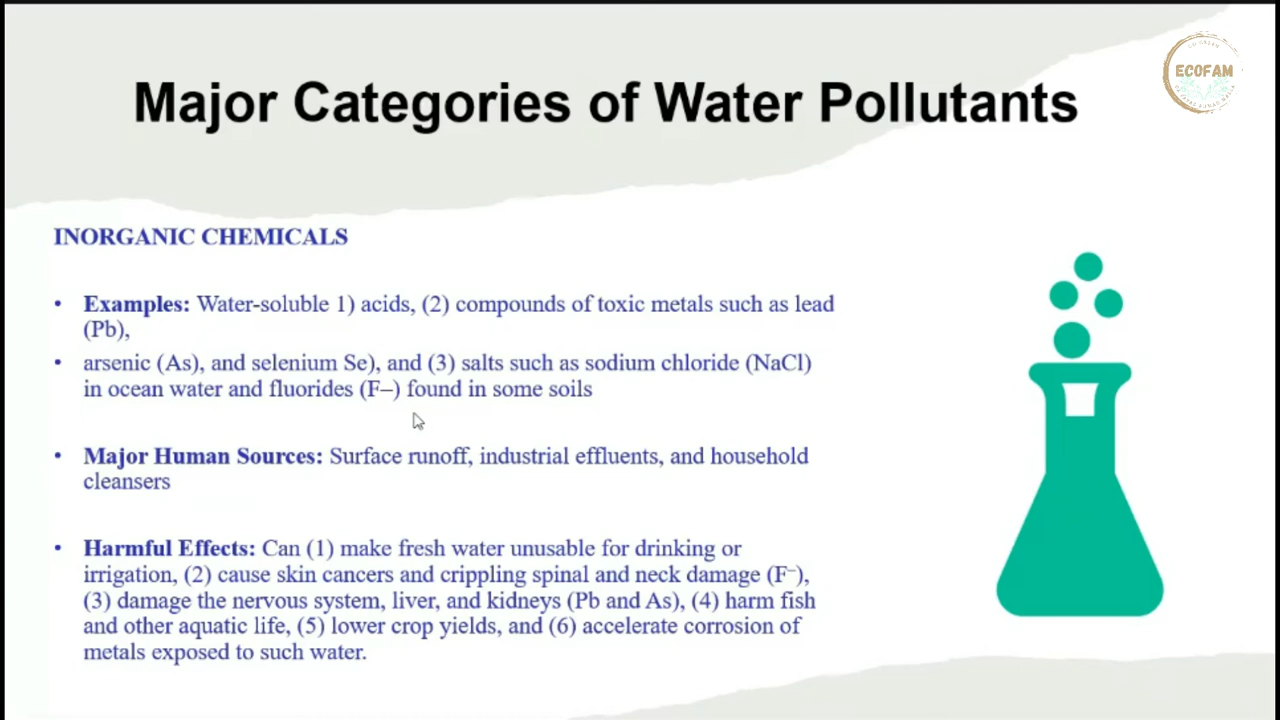 ECOFAM
Major Categories of Water Pollutants
INORGANIC CHEMICALS
• Examples: Water-soluble 1) acids, (2) compounds of toxic metals such as lead
(Pb),
• arsenic (As), and selenium Se), and (3) salts such as sodium chloride (NaCl)
in ocean water and fluorides (F–) found in some soils
• Major Human Sources: Surface runoff, industrial effluents, and household
cleansers
• Harmful Effects: Can (1) make fresh water unusable for drinking or
irrigation, (2) cause skin cancers and crippling spinal and neck damage (F⁻),
(3) damage the nervous system, liver, and kidneys (Pb and As), (4) harm fish
and other aquatic life, (5) lower crop yields, and (6) accelerate corrosion of
metals exposed to such water.